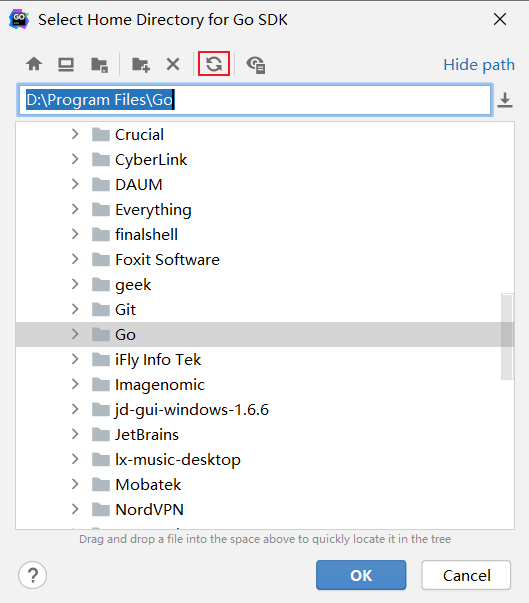 GO
Select Home Directory for Go SDK
Hide path
D:\Program Files\Go
Crucial
CyberLink
DAUM
Everything
finalshell
Foxit Software
geek
Git
Go
iFly Info Tek
Imagenomic
jd-gui-windows-1.6.6
JetBrains
lx-music-desktop
Mobatek
NordVPN
Drag and drop a file into the space above to quickly locate it in the tree
?
OK
Cancel